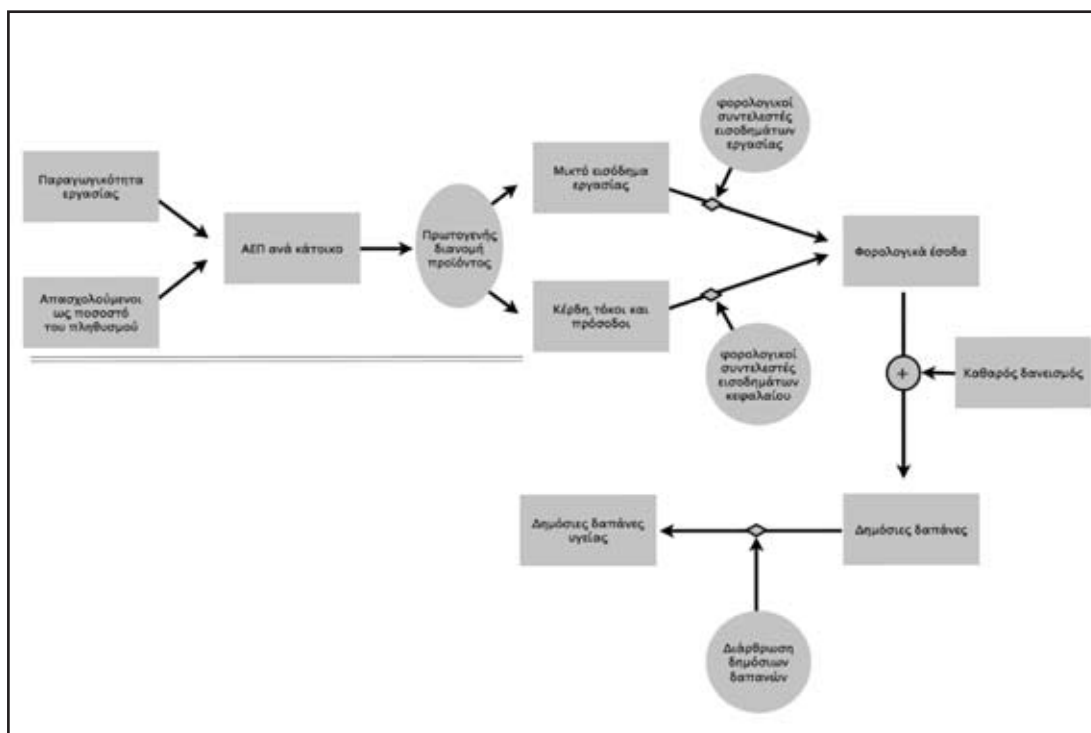 Παραγωγικότητα
εργασίας
Απασχολούμενοι
ως ποσοστό
του πληθυσμού
ΑΕΠ ανά κάτοικο
Πρωτογενής
διανομή
προϊόντος
Μικτό εισόδημα
εργασίας
Κέρδη, τόκοι και
πρόσοδοι
φορολογικοί
συντελεστές
εισοδημάτων
εργασίας
φορολογικοί
συντελεστές
εισοδημάτων
κεφαλαίου
Φορολογικά έσοδα
+
Καθαρός δανεισμός
Δημόσιες δαπάνες
Δημόσιες δαπάνες
υγείας
Διάρθρωση
δημόσιων
δαπανών